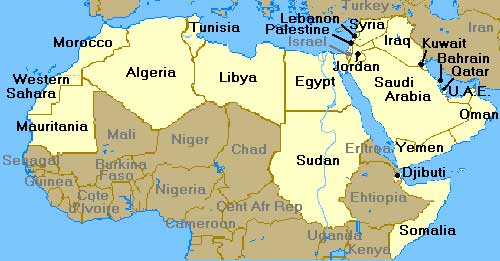 Turkey
Tunisia
Lebanon
Syria
Palestine
Iran
Morocco
Israel
Iraq
Kuwait
Bahrain
Jordan
Qatar
Algeria
Libya
Egypt
Saudi
Arabia
U.A.E.
Western
Sahara
Oman
Mauritania
Mali
Niger
Chad
Sudan
Eritrea
Yemen
Senegal
Burkina
Faso
Djibuti
Guinea
Nigeria
Cote
d'Ivoire
Ehtiopia
Cent Afr Rep
Cameroon
Somalia
Uganda
Kenya